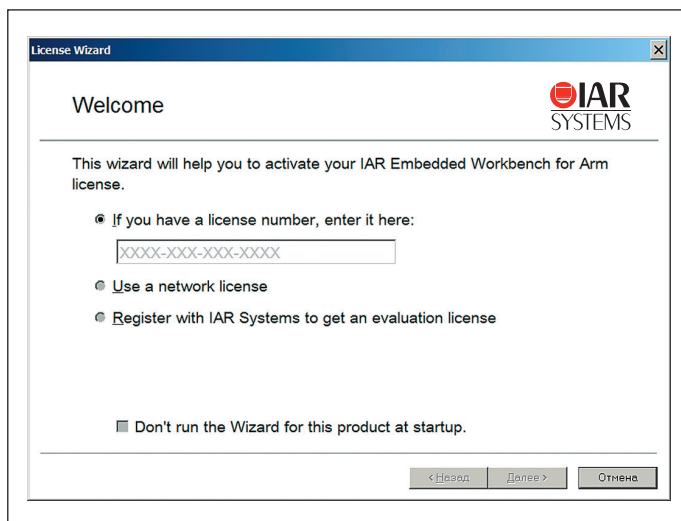 License Wizard
Welcome
IAR
SYSTEMS
This wizard will help you to activate your IAR Embedded Workbench for Arm
license.
If you have a license number, enter it here:
XXXX-XXX-XXX-XXXX
Use a network license
Register with IAR Systems to get an evaluation license
Don't run the Wizard for this product at startup.
< Назад Далее > Отмена